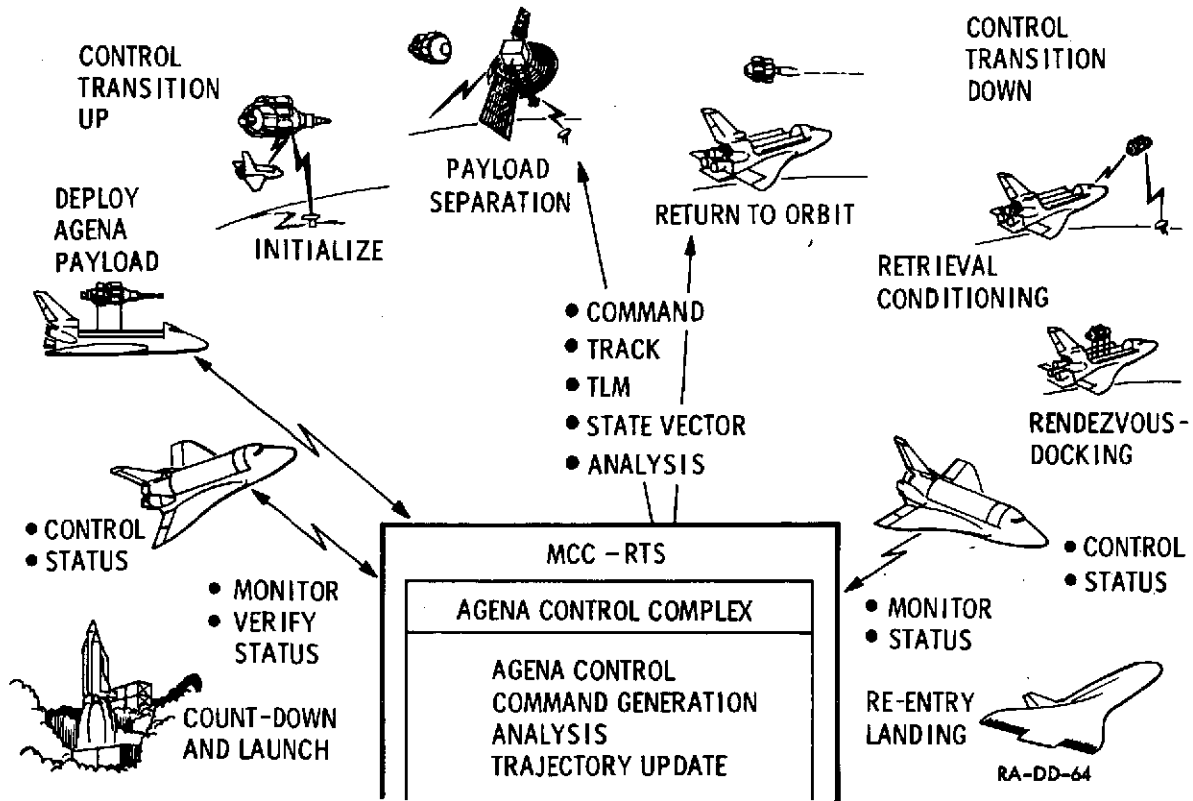 CONTROL
TRANSITION
UP
DEPLOY
AGENA
PAYLOAD
INITIALIZE
PAYLOAD
SEPARATION
RETURN TO ORBIT
CONTROL
TRANSITION
DOWN
RETRIEVAL
CONDITIONING
RENDEZVOUS-
DOCKING
• COMMAND
• TRACK
• TLM
• STATE VECTOR
• ANALYSIS
• CONTROL
• STATUS
• MONITOR
• VERIFY
STATUS
COUNT-DOWN
AND LAUNCH
MCC – RTS
AGENA CONTROL COMPLEX
AGENA CONTROL
COMMAND GENERATION
ANALYSIS
TRAJECTORY UPDATE
• CONTROL
• STATUS
• MONITOR
• STATUS
RE-ENTRY
LANDING
RA-DD-64